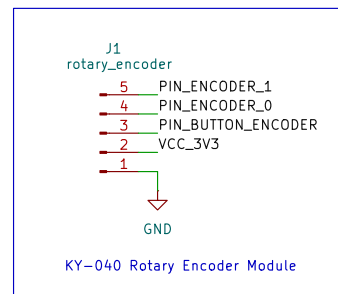 J1
rotary_encoder
5 PIN_ENCODER_1
4 PIN_ENCODER_0
3 PIN_BUTTON_ENCODER
2 VCC_3V3
1
GND
KY-040 Rotary Encoder Module